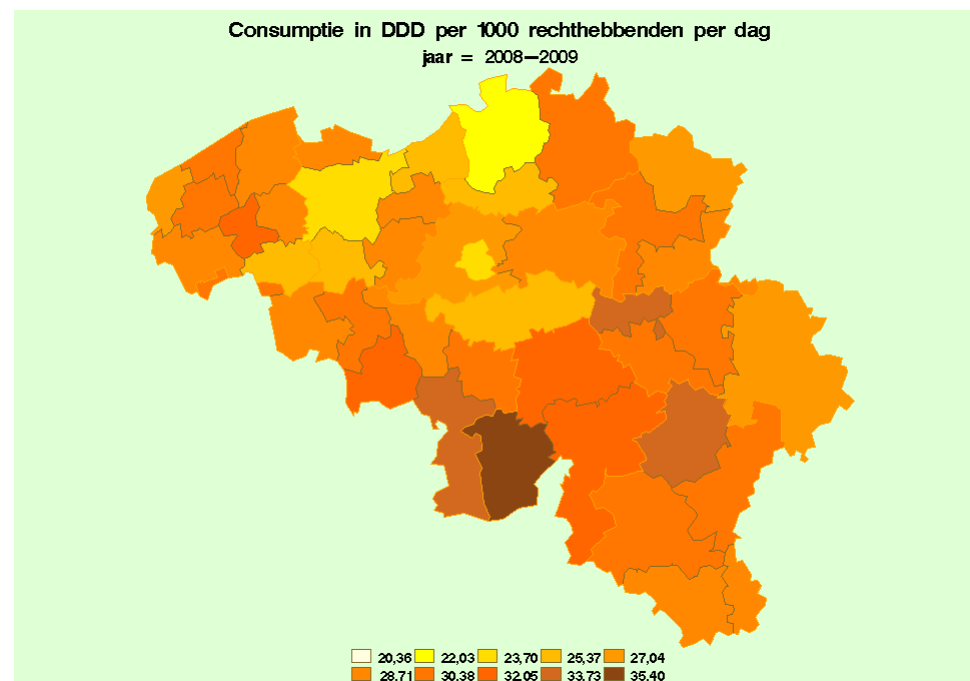 Consumptie in DDD per 1000 rechthebbenden per dag
jaar = 2008-2009
20,36 22,03 23,70 25,37 27,04
28,71 30,38 32,05 33,73 35,40